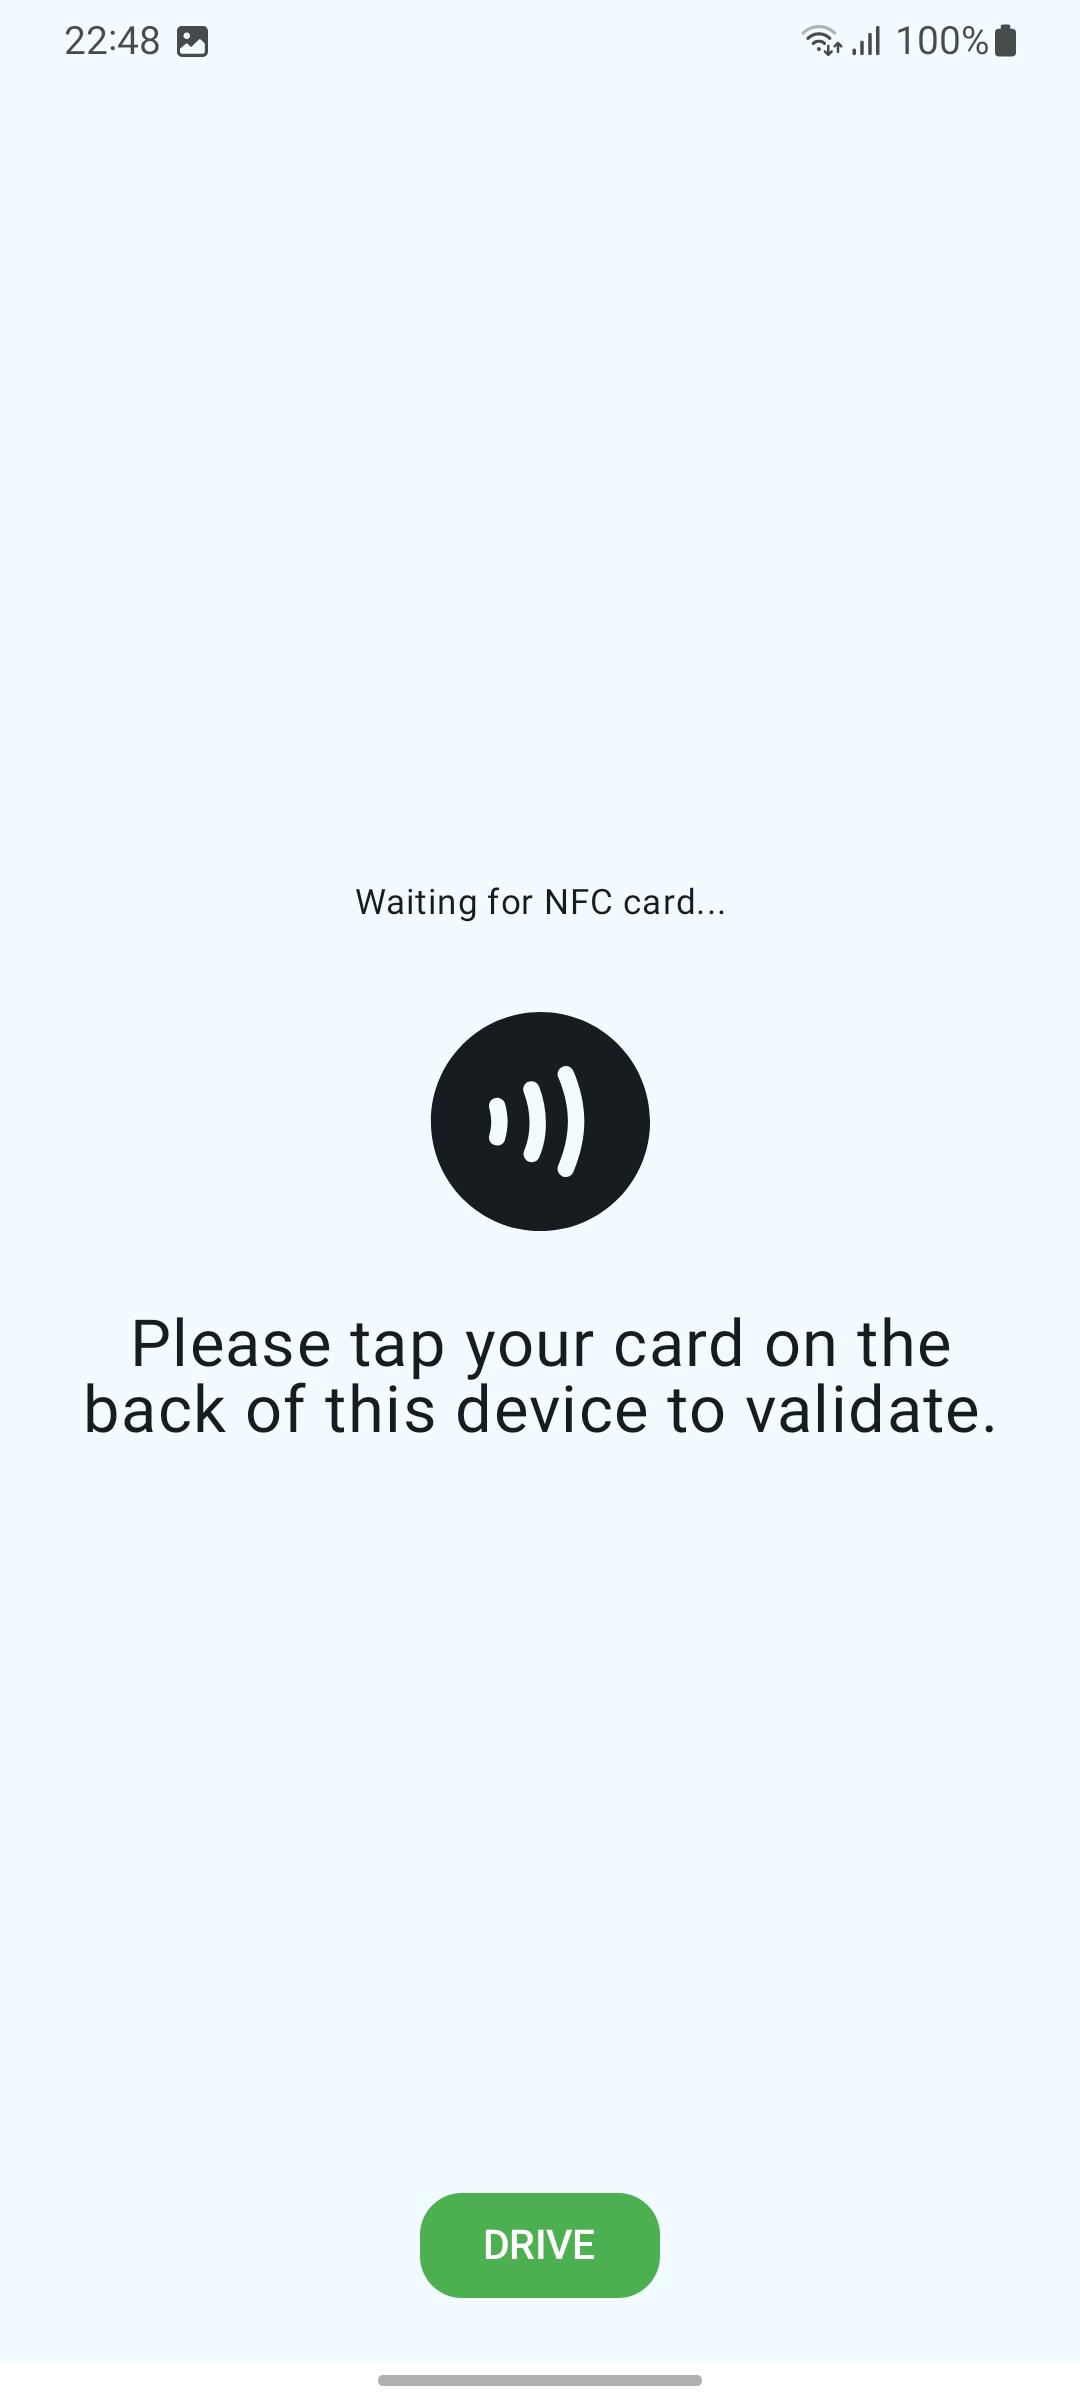 22:48
100%
Waiting for NFC card...
Please tap your card on the
back of this device to validate.
DRIVE